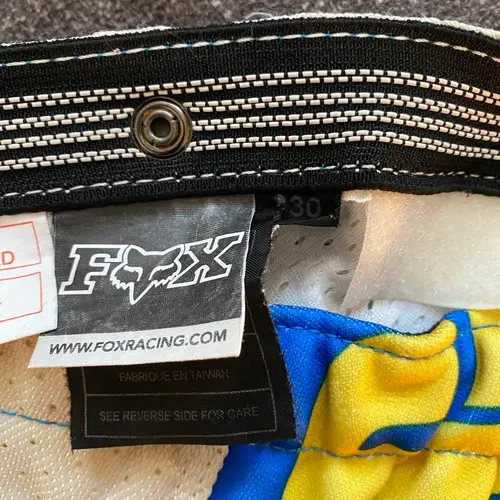 30
D
FOX
WWW.FOXRACING.COM
FABRIQUE EN TAIWAN
SEE REVERSE SIDE FOR CARE